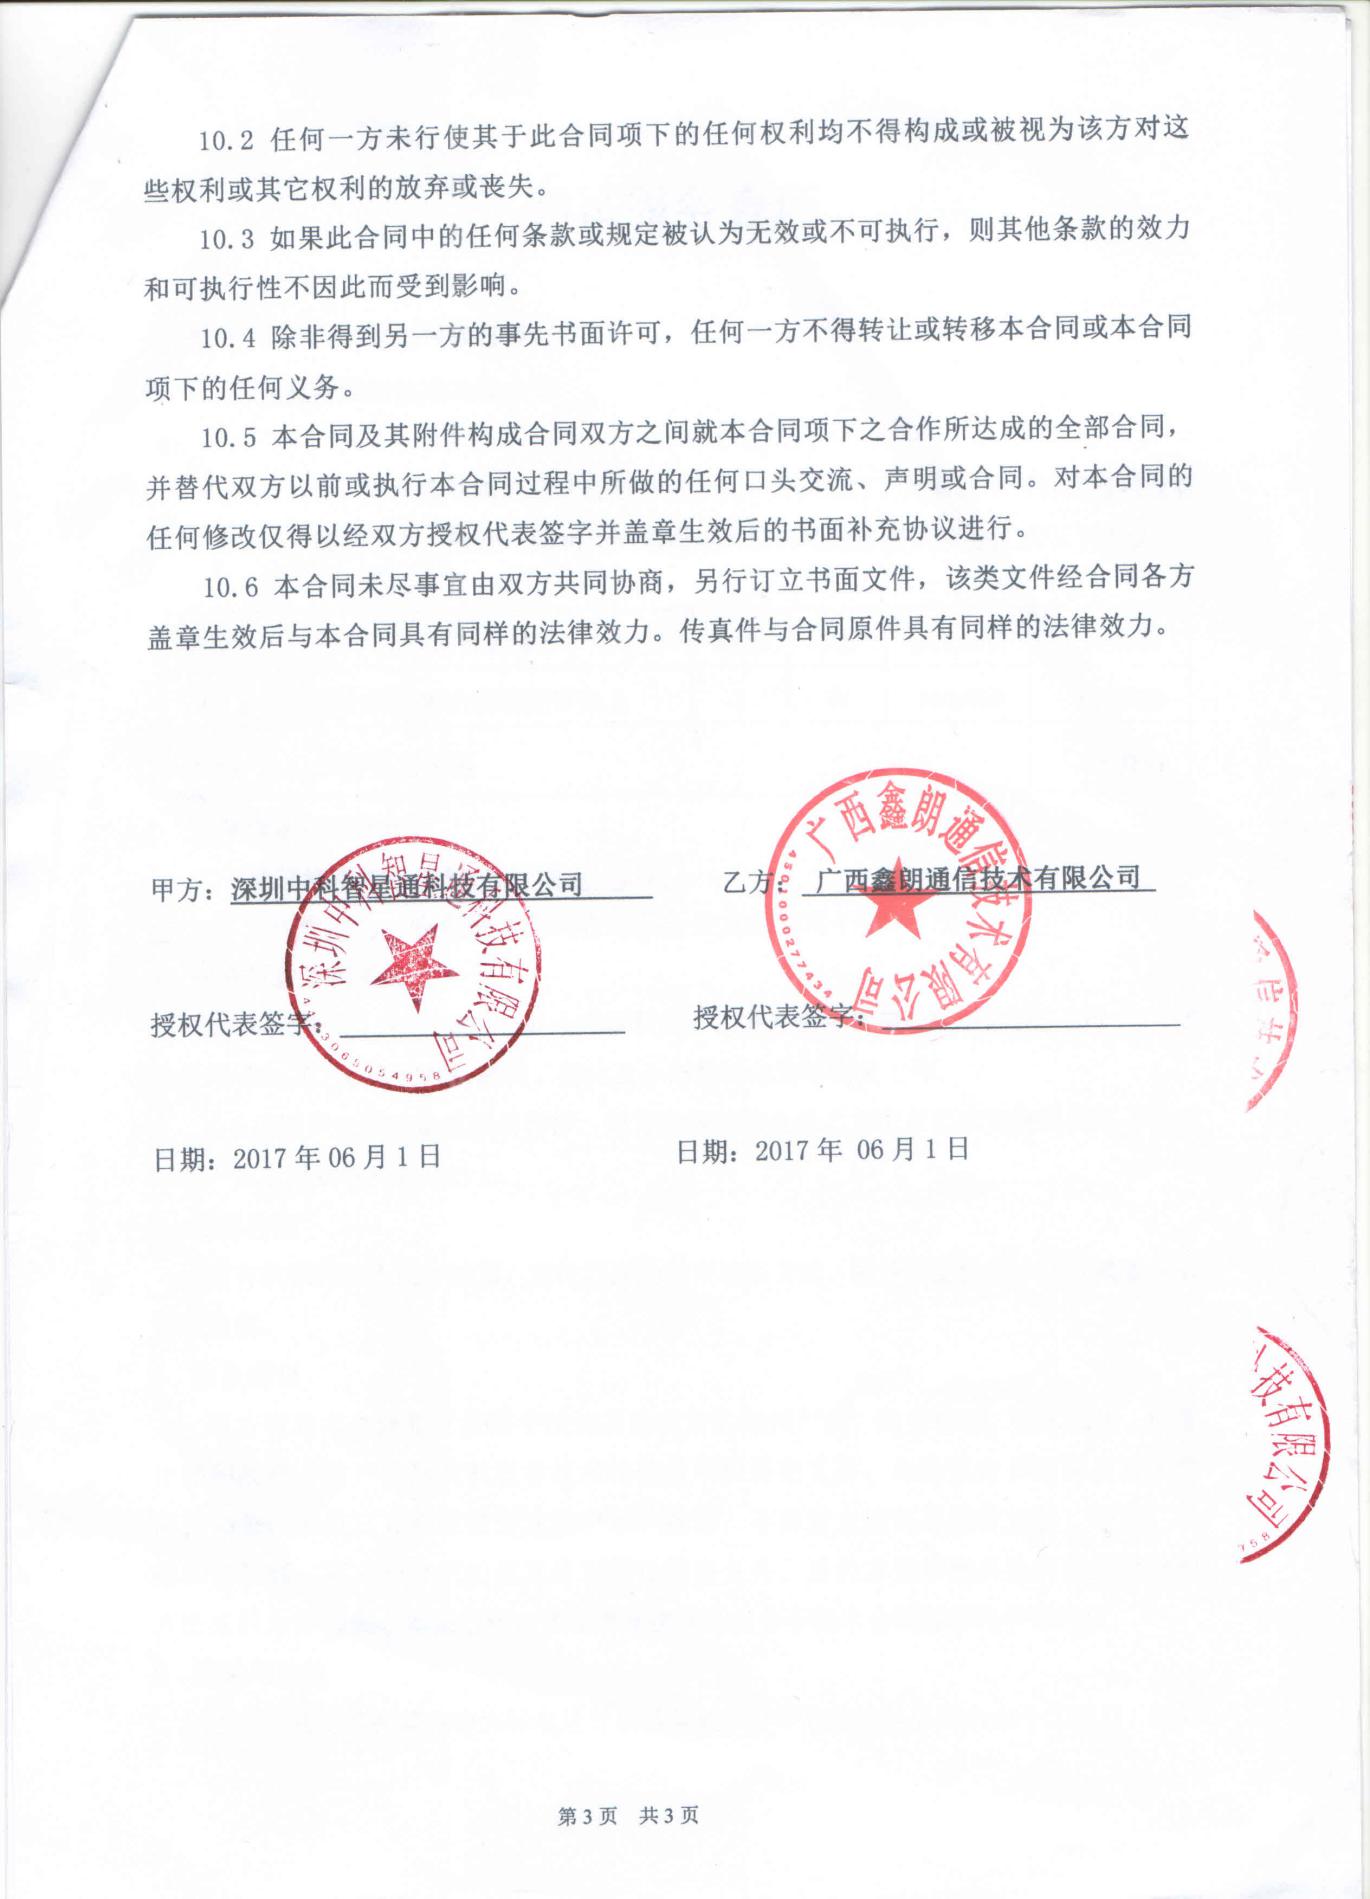 10.2 任何一方未行使其于此合同项下的任何权利均不得构成或被视为该方对这
些权利或其它权利的放弃或丧失。
10.3 如果此合同中的任何条款或规定被认为无效或不可执行，则其他条款的效力
和可执行性不因此而受到影响。
10.4 除非得到另一方的事先书面许可，任何一方不得转让或转移本合同或本合同
项下的任何义务。
10.5 本合同及其附件构成合同双方之间就本合同项下之合作所达成的全部合同，
并替代双方以前或执行本合同过程中所做的任何口头交流、声明或合同。对本合同的
任何修改仅得以经双方授权代表签字并盖章生效后的书面补充协议进行。
10.6 本合同未尽事宜由双方共同协商，另行订立书面文件，该类文件经合同各方
盖章生效后与本合同具有同样的法律效力。传真件与合同原件具有同样的法律效力。
甲方：深圳中科智星通科技有限公司
乙方：广西鑫朗通信技术有限公司
深圳中科智星通科技有限公司
广西鑫朗通信技术有限公司
4501000277434
授权代表签字：
授权代表签字：
日期：2017 年 06 月 1 日
日期：2017 年 06 月 1 日
信技
技有限公司
58
第 3 页 共 3 页